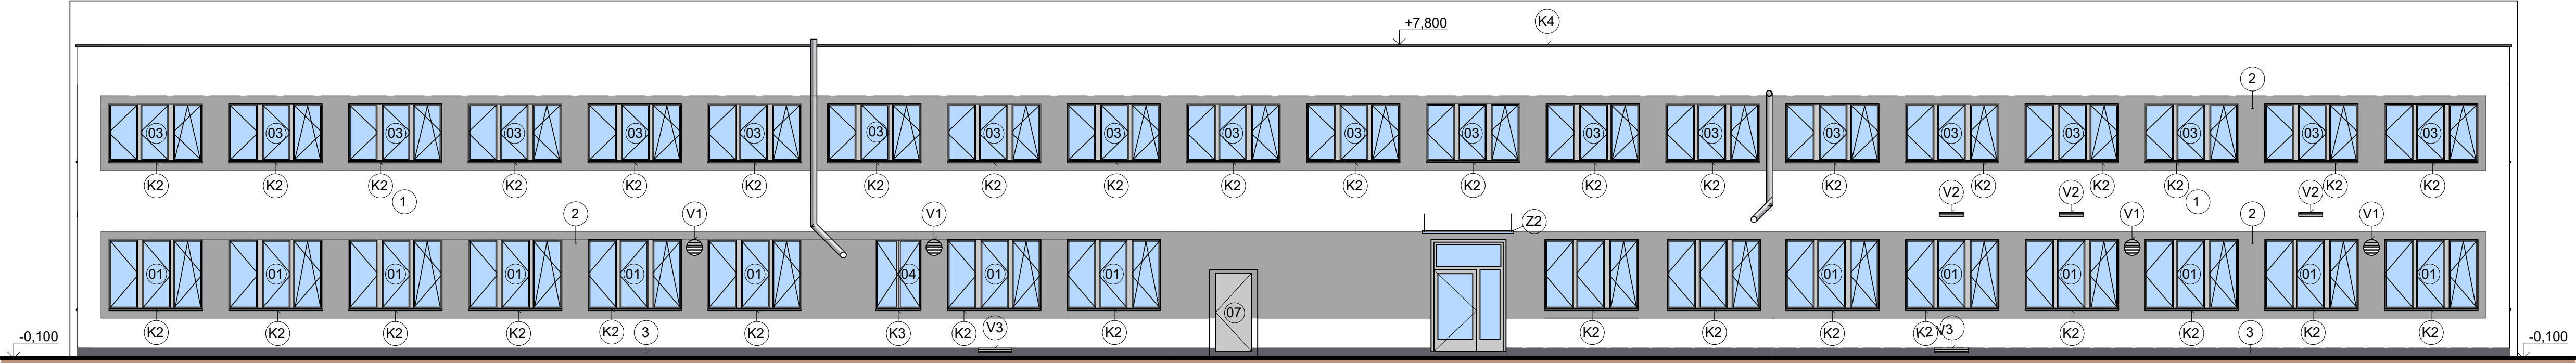 +7,800 K4
2
03 03 03 03 03 03 03 03 03 03 03 03 03 03 03 03 03 03 03 03
K2 K2 K2 K2 K2 K2 K2 K2 K2 K2 K2 K2 K2 K2 K2 K2 K2 K2 K2 K2
V2 V2 V2
1 1
2 V1 V1 Z2 V1 2 V1
01 01 01 01 01 01 04 01 01 01 01 01 01 01 01
07
K2 K2 K2 K2 K2 K2 K3 K2 K2 K2 K2 K2 K2 K2 K2 K2 K2
3 V3 V3 3
-0,100 -0,100